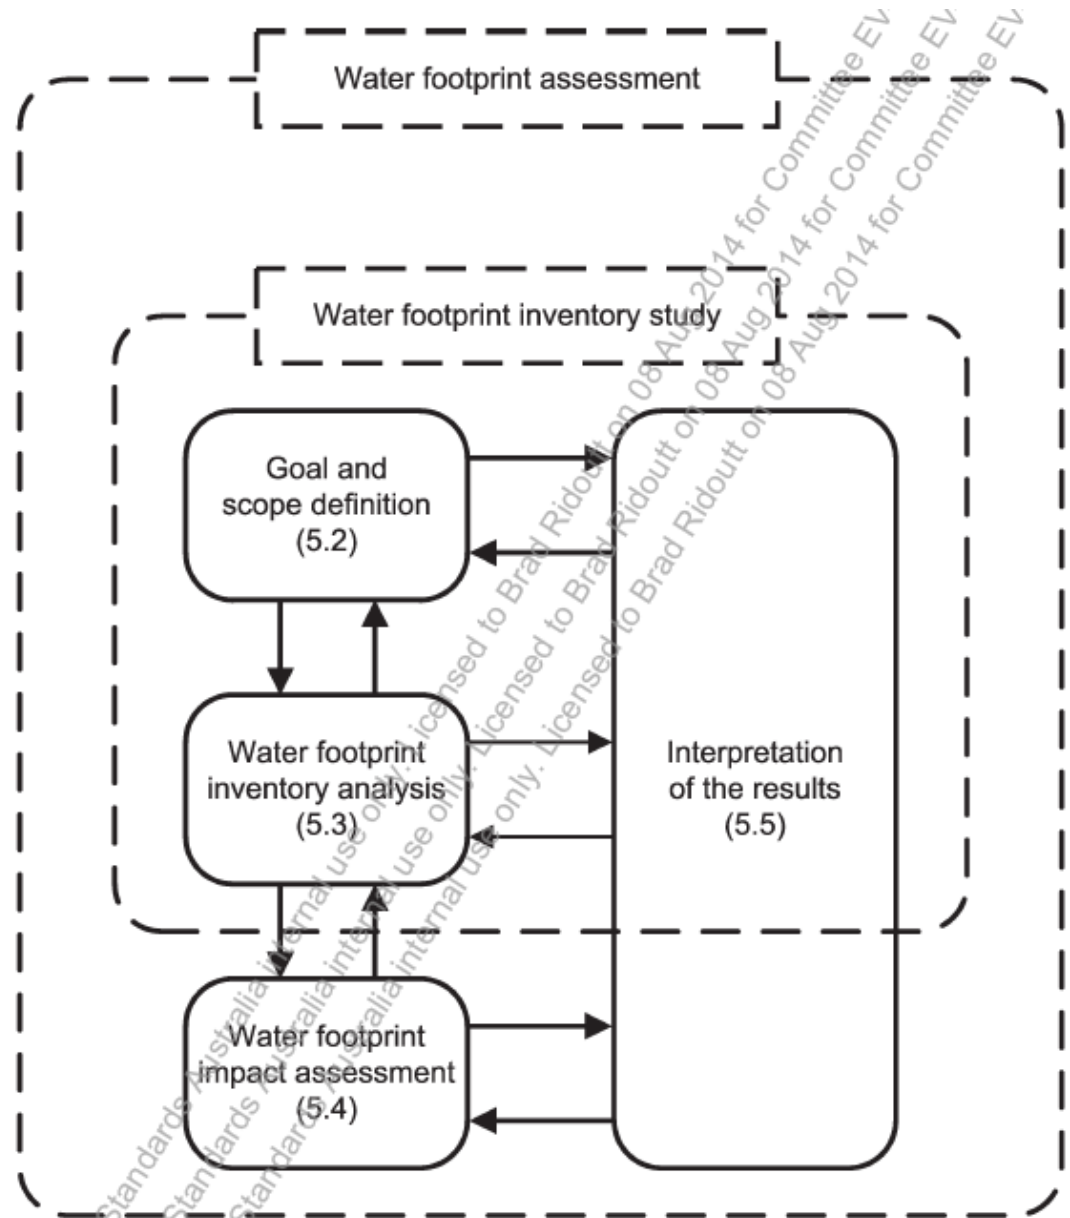 Water footprint assessment
Water footprint inventory study
Goal and
scope definition
(5.2)
Water footprint
inventory analysis
(5.3)
Interpretation
of the results
(5.5)
Water footprint
impact assessment
(5.4)
Standards Australia internal use only. Licensed to Brad Ridoutt on 08 Aug 2014 for Committee EV
Standards Australia internal use only. Licensed to Brad Ridoutt on 08 Aug 2014 for Committee EV
Standards Australia internal use only. Licensed to Brad Ridoutt on 08 Aug 2014 for Committee EV